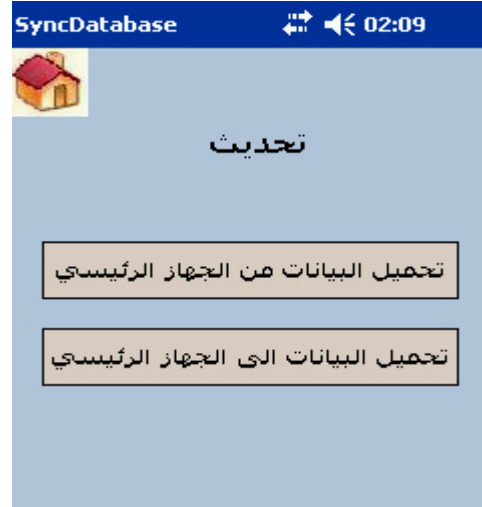 SyncDatabase 02:09
تحديث
تحميل البيانات من الجهاز الرئيسي
تحميل البيانات الى الجهاز الرئيسي